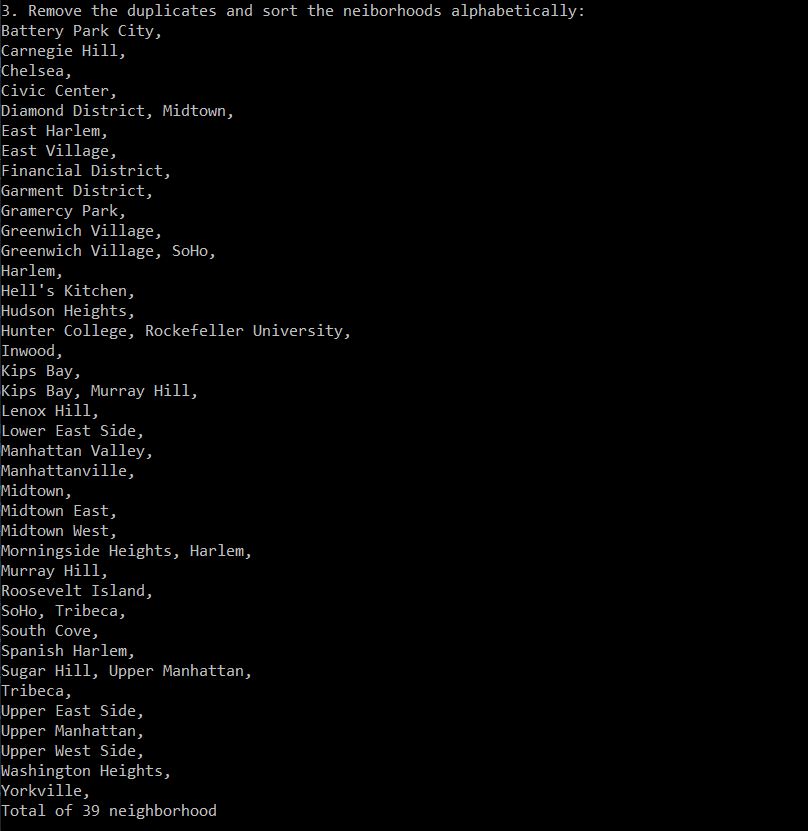 3. Remove the duplicates and sort the neiborhoods alphabetically:
Battery Park City,
Carnegie Hill,
Chelsea,
Civic Center,
Diamond District, Midtown,
East Harlem,
East Village,
Financial District,
Garment District,
Gramercy Park,
Greenwich Village,
Greenwich Village, SoHo,
Harlem,
Hell's Kitchen,
Hudson Heights,
Hunter College, Rockefeller University,
Inwood,
Kips Bay,
Kips Bay, Murray Hill,
Lenox Hill,
Lower East Side,
Manhattan Valley,
Manhattanville,
Midtown,
Midtown East,
Midtown West,
Morningside Heights, Harlem,
Murray Hill,
Roosevelt Island,
SoHo, Tribeca,
South Cove,
Spanish Harlem,
Sugar Hill, Upper Manhattan,
Tribeca,
Upper East Side,
Upper Manhattan,
Upper West Side,
Washington Heights,
Yorkville,
Total of 39 neighborhood